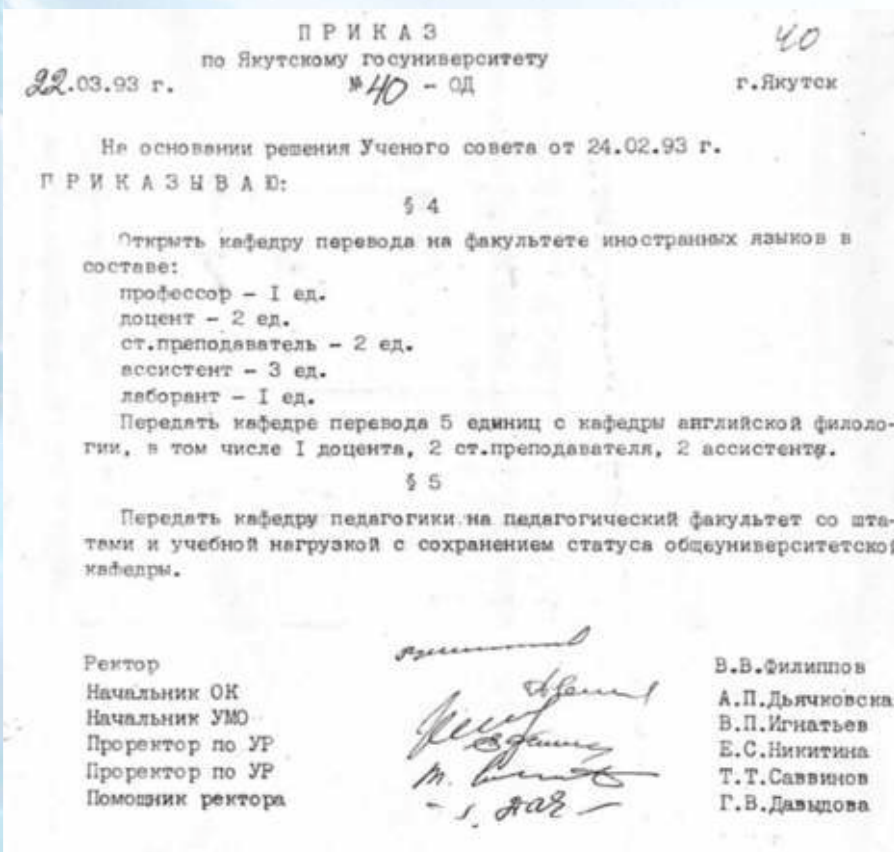 П Р И К А З
40
по Якутскому госуниверситету
22.03.93 г. № 40 - ОД г.Якутск
На основании решения Ученого совета от 24.02.93 г.
П Р И К А З Ы В А Ю:
§ 4
Открыть кафедру перевода на факультете иностранных языков в
составе:
профессор – I ед.
доцент – 2 ед.
ст.преподаватель – 2 ед.
ассистент – 3 ед.
лаборант – I ед.
Передать кафедре перевода 5 единиц с кафедры английской филоло-
гии, в том числе I доцента, 2 ст.преподавателя, 2 ассистента.
§ 5
Передать кафедру педагогики на педагогический факультет со шта-
тами и учебной нагрузкой с сохранением статуса общеуниверситетской
кафедры.
Ректор В.В.Филиппов
Начальник ОК А.П.Дьячковска
Начальник УМО В.П.Игнатьев
Проректор по УР Е.С.Никитина
Проректор по УР Т.Т.Саввинов
Помощник ректора Г.В.Давыдова